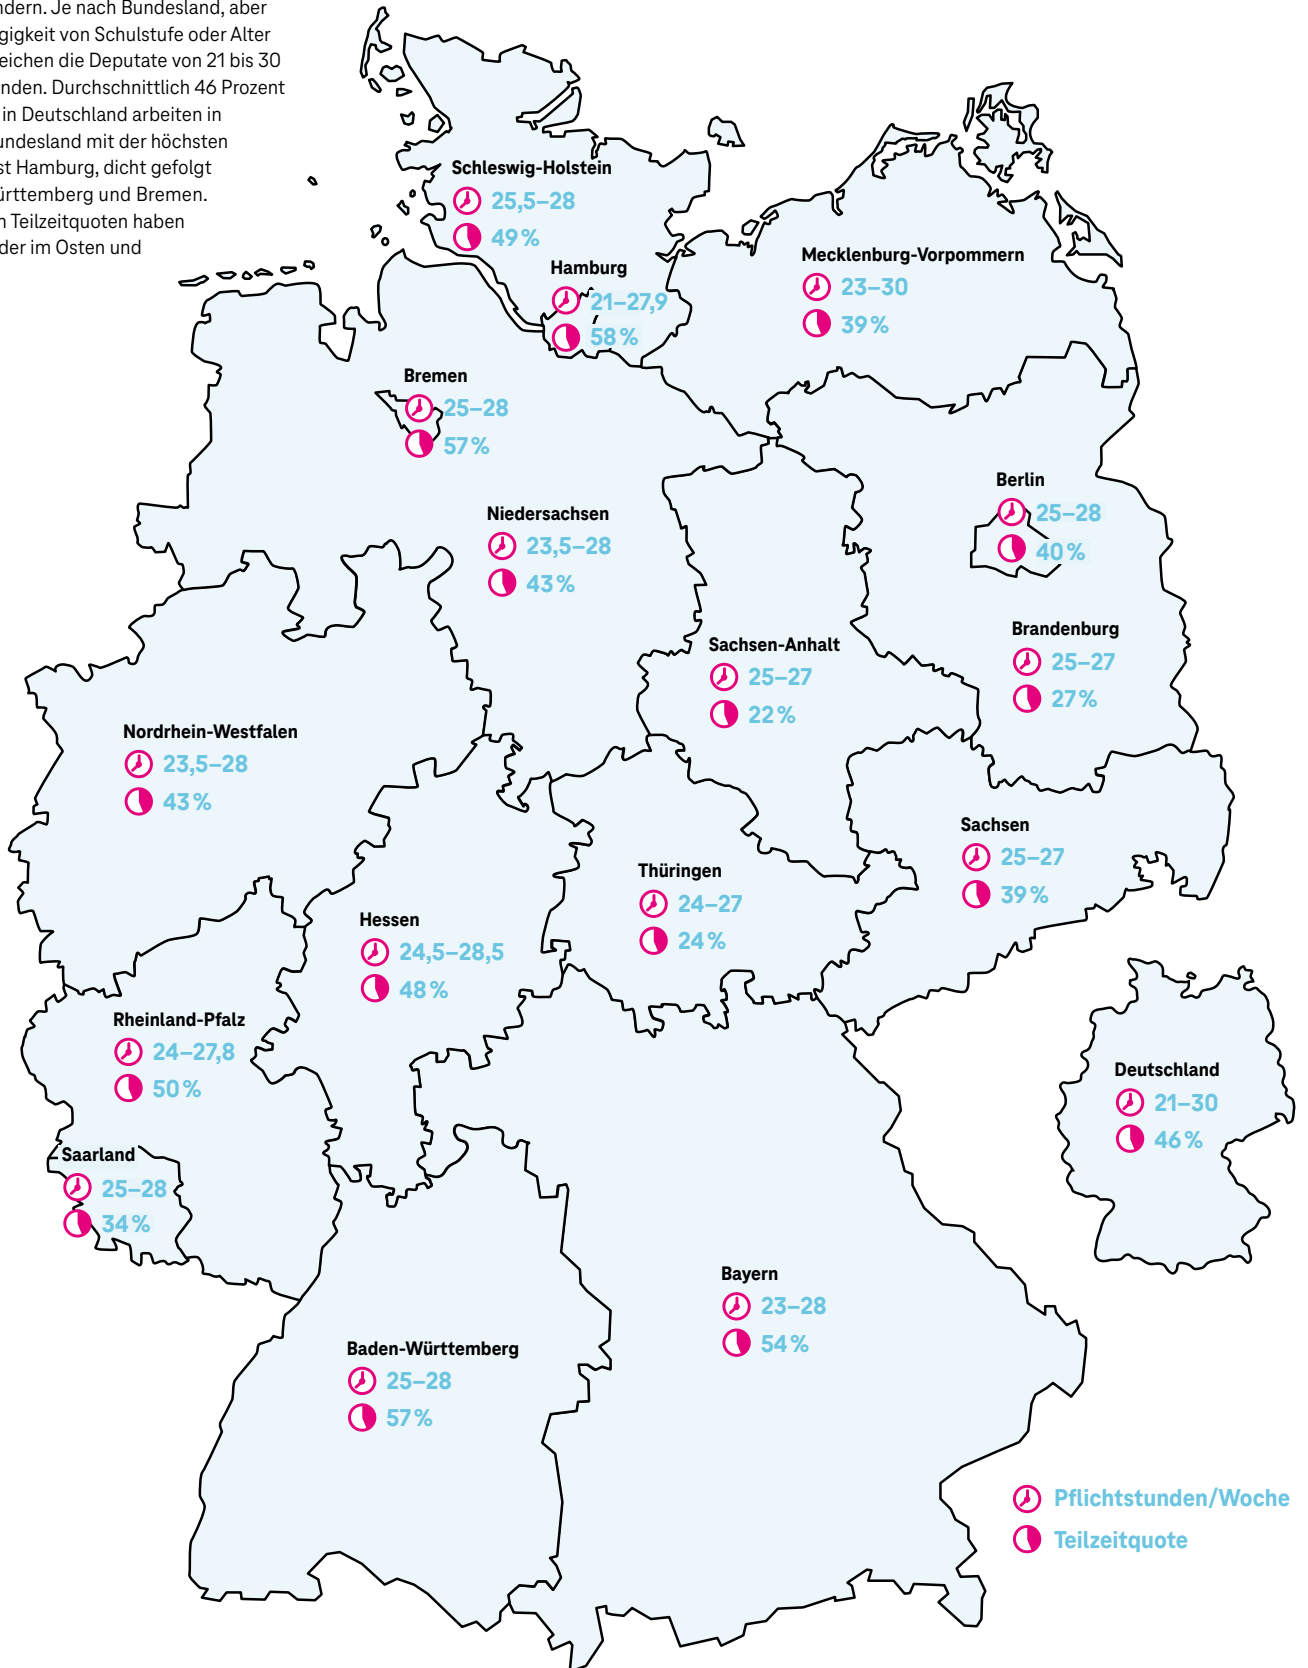 ndern. Je nach Bundesland, aber
gigkeit von Schulstufe oder Alter
eichen die Deputate von 21 bis 30
nden. Durchschnittlich 46 Prozent
in Deutschland arbeiten in
undesland mit der höchsten
st Hamburg, dicht gefolgt
ürttemberg und Bremen.
n Teilzeitquoten haben
der im Osten und
Schleswig-Holstein
25,5–28
49 %
Hamburg
21–27,9
58 %
Mecklenburg-Vorpommern
23–30
39 %
Bremen
25–28
57 %
Berlin
25–28
40 %
Niedersachsen
23,5–28
43 %
Brandenburg
25–27
27 %
Sachsen-Anhalt
25–27
22 %
Nordrhein-Westfalen
23,5–28
43 %
Sachsen
25–27
39 %
Thüringen
24–27
24 %
Hessen
24,5–28,5
48 %
Rheinland-Pfalz
24–27,8
50 %
Deutschland
21–30
46 %
Saarland
25–28
34 %
Bayern
23–28
54 %
Baden-Württemberg
25–28
57 %
Pflichtstunden/Woche
Teilzeitquote